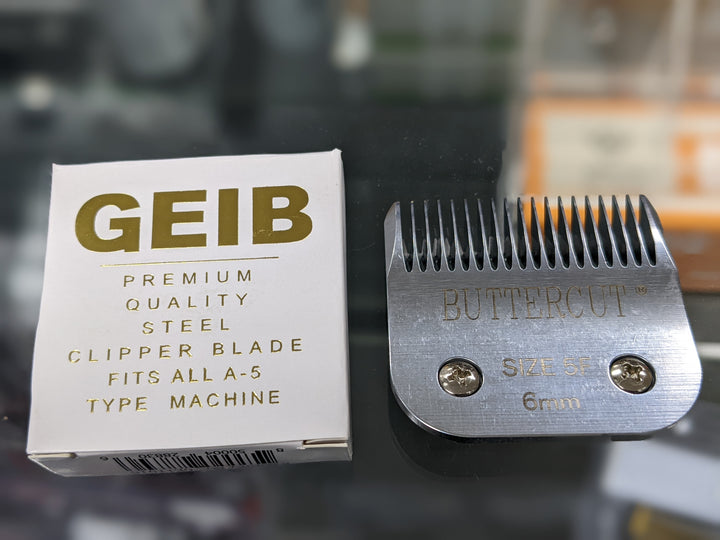 GEIB
PREMIUM
QUALITY
STEEL
CLIPPER BLADE
FITS ALL A-5
TYPE MACHINE
BUTTERCUT®
SIZE 5F
6mm